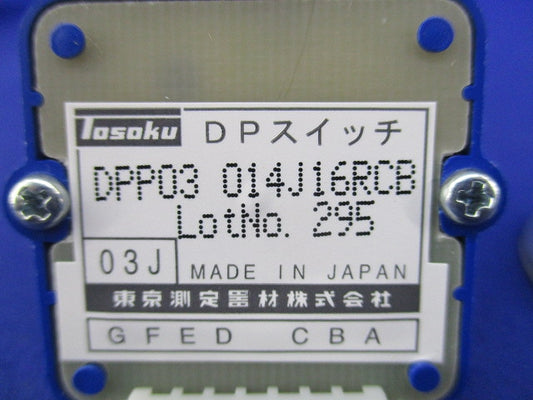 Tosoku DPスイッチ
DPP03 014J16RCB
LotNo. 295
03J MADE IN JAPAN
東京測定器材株式会社
GFED CBA